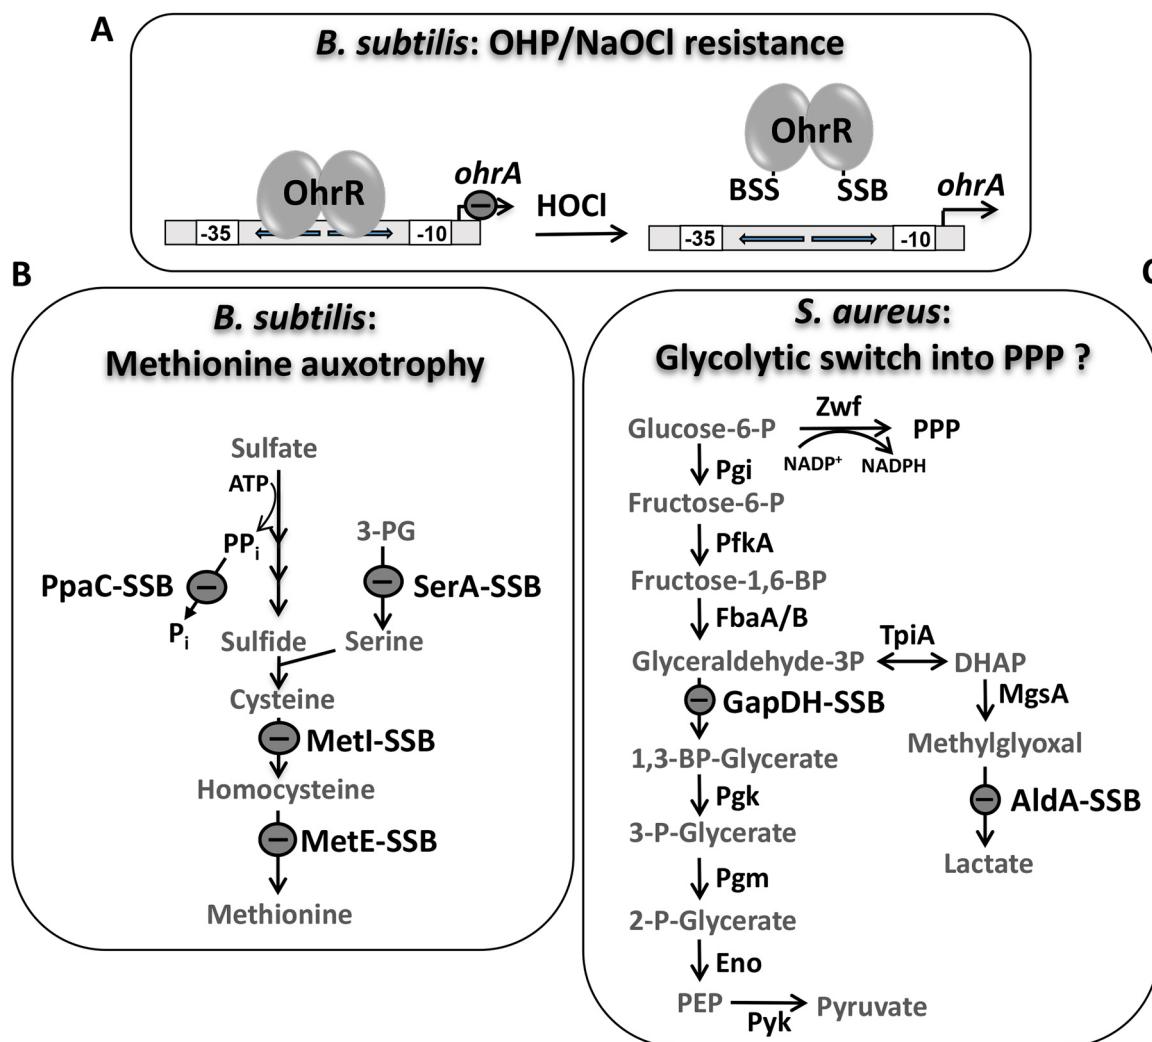 A
B. subtilis: OHP/NaOCl resistance
OhrR
ohrA
−
-35
-10
HOCl
OhrR
BSS
SSB
ohrA
-35
-10
B
B. subtilis:
Methionine auxotrophy
Sulfate
ATP
PPi
3-PG
PpaC-SSB
−
−
SerA-SSB
Pi
Sulfide
Serine
Cysteine
−
MetI-SSB
Homocysteine
−
MetE-SSB
Methionine
S. aureus:
Glycolytic switch into PPP ?
Zwf
Glucose-6-P
PPP
NADP+
NADPH
Pgi
Fructose-6-P
PfkA
Fructose-1,6-BP
FbaA/B
TpiA
Glyceraldehyde-3P
DHAP
−
GapDH-SSB
MgsA
1,3-BP-Glycerate
Methylglyoxal
Pgk
−
AldA-SSB
3-P-Glycerate
Lactate
Pgm
2-P-Glycerate
Eno
PEP
Pyruvate
Pyk